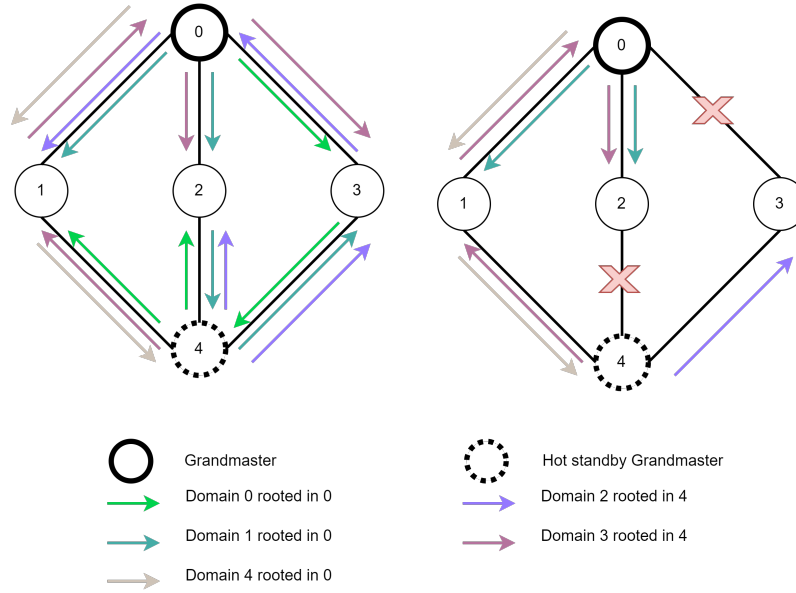 0
0
1
2
3
1
2
3
4
4
Grandmaster
Hot standby Grandmaster
Domain 0 rooted in 0
Domain 2 rooted in 4
Domain 1 rooted in 0
Domain 3 rooted in 4
Domain 4 rooted in 0